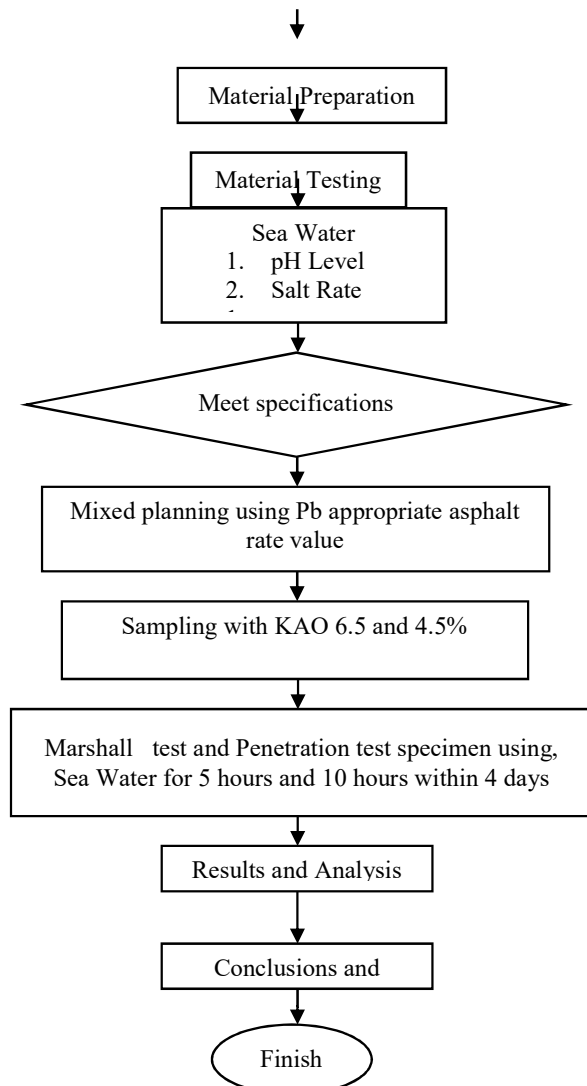 Material Preparation
Material Testing
Sea Water
1. pH Level
2. Salt Rate
Meet specifications
Mixed planning using Pb appropriate asphalt
rate value
Sampling with KAO 6.5 and 4.5%
Marshall test and Penetration test specimen using,
Sea Water for 5 hours and 10 hours within 4 days
Results and Analysis
Conclusions and
Finish